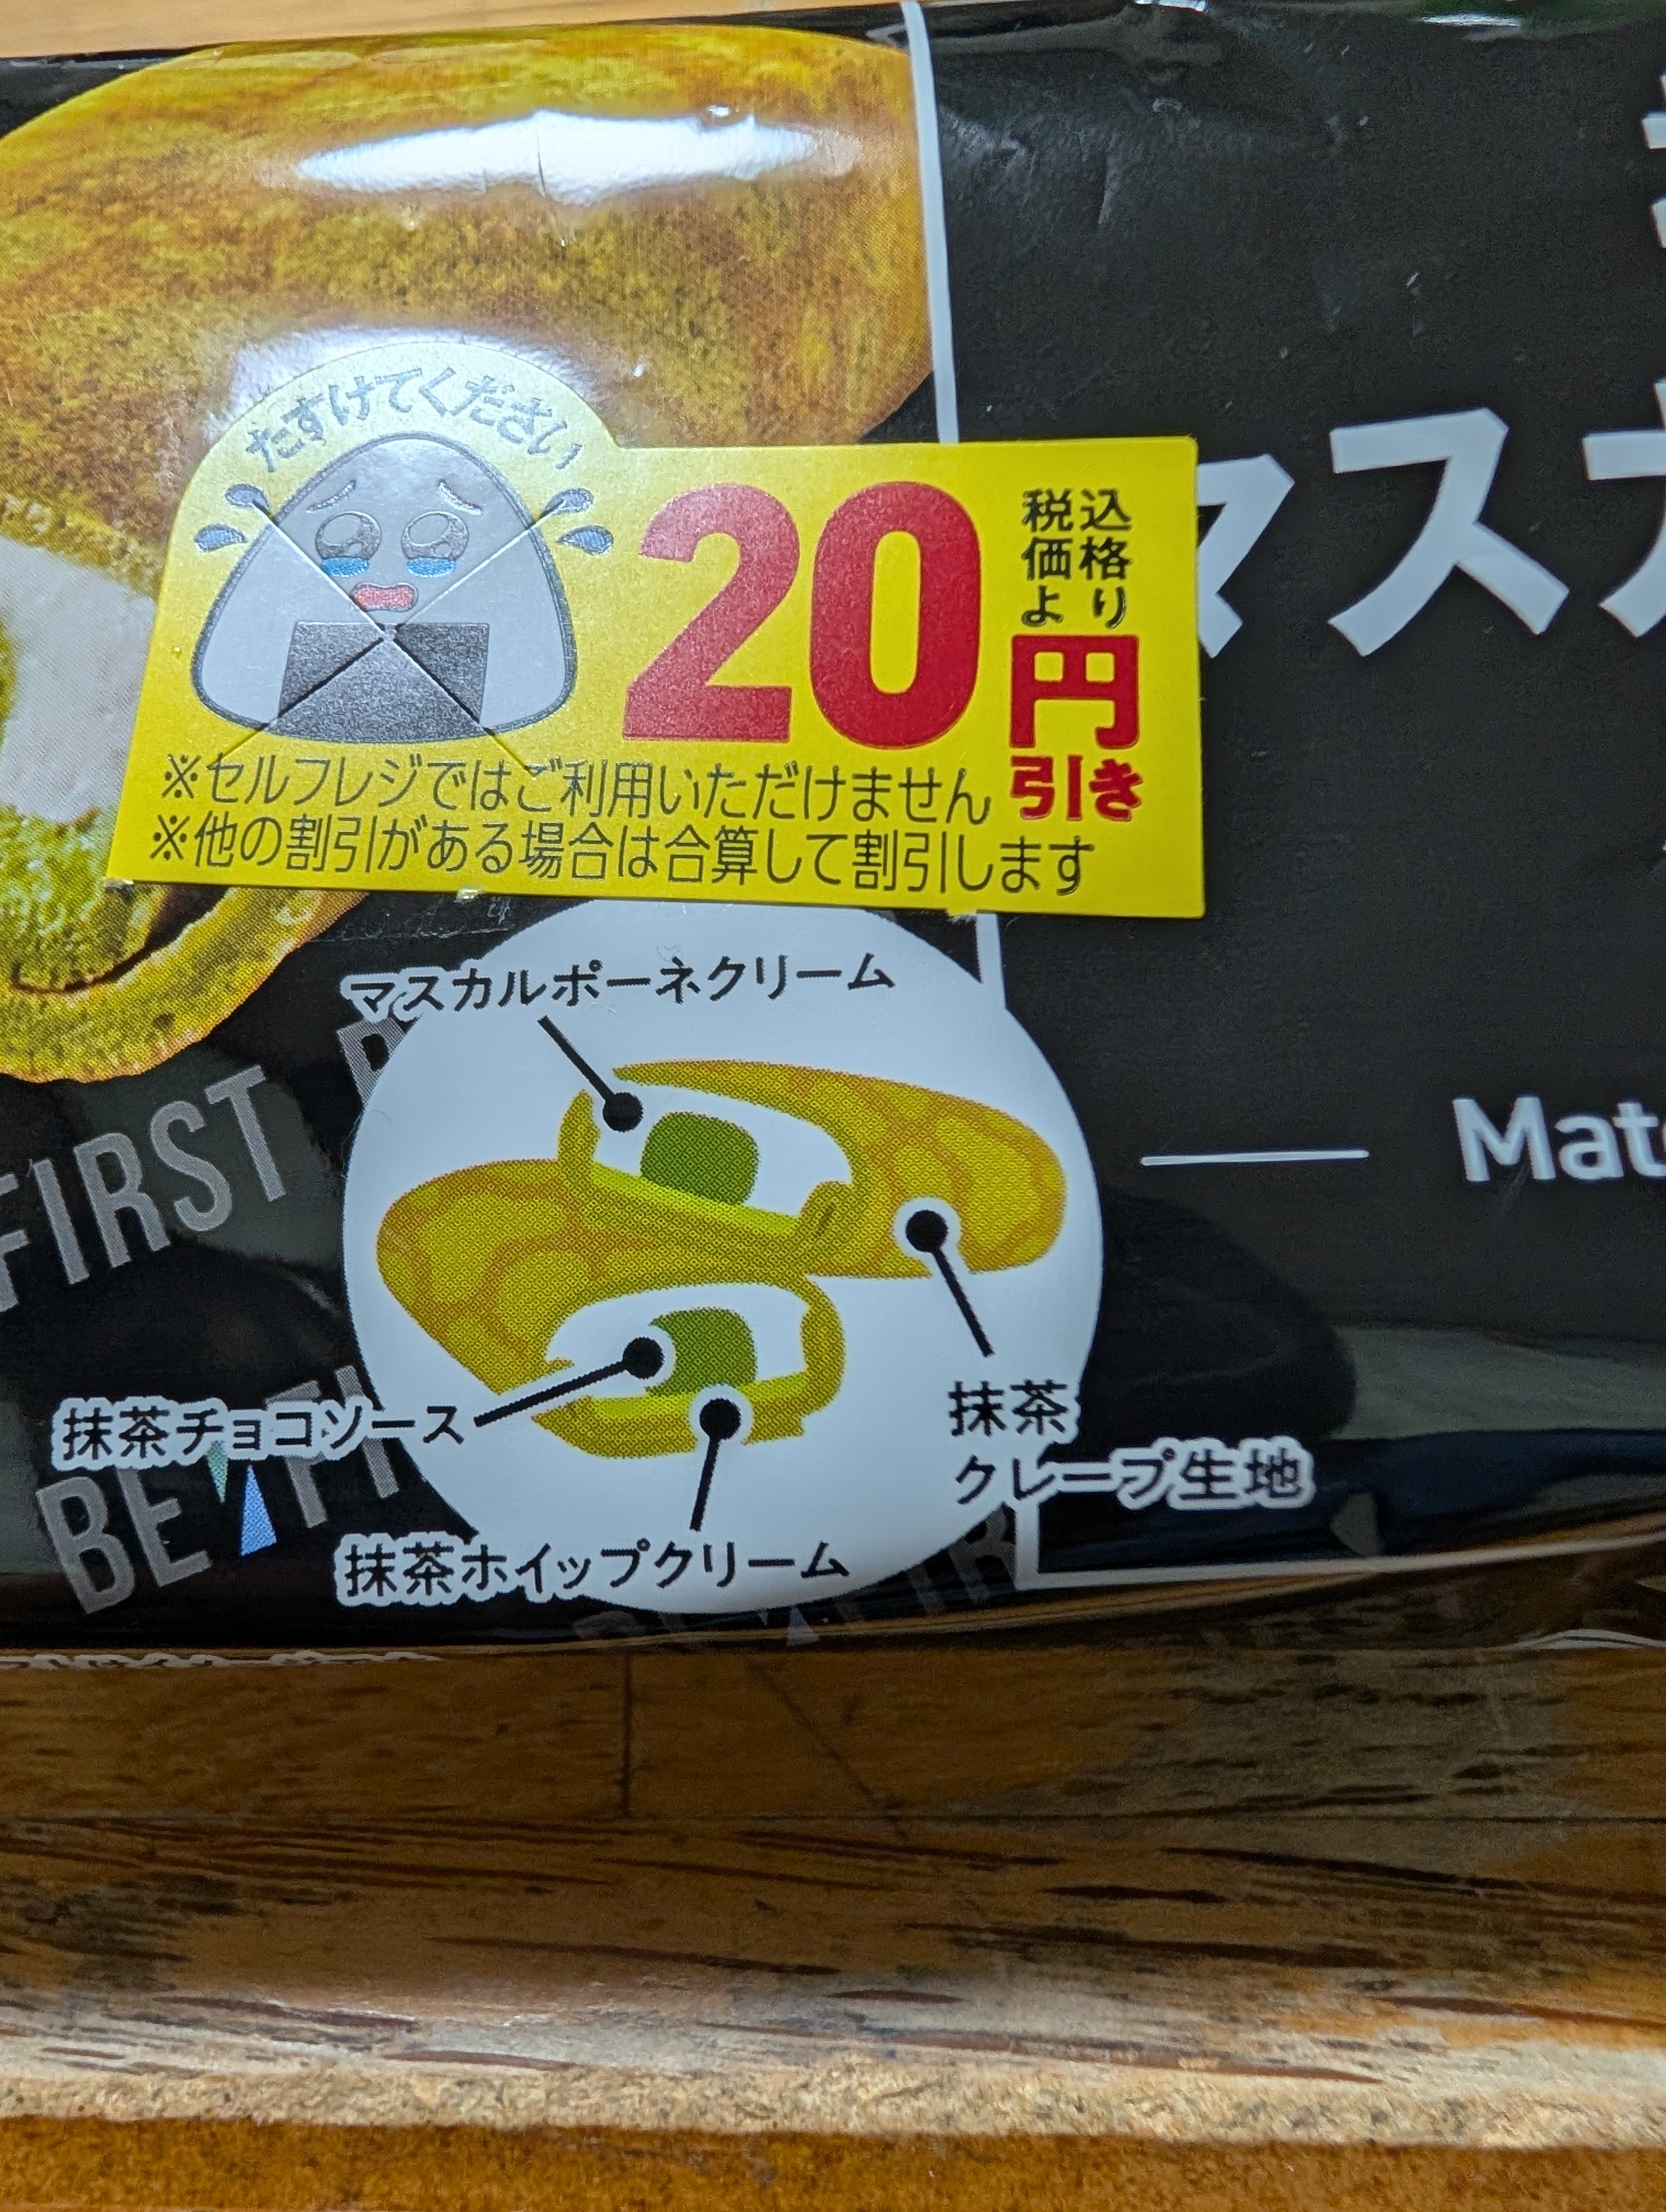 たすけてください
20円引き
税込
価格
より
※セルフレジではご利用いただけません
※他の割引がある場合は合算して割引します
マスカ
マスカルポーネクリーム
FIRST
Mat
抹茶チョコソース
抹茶
クレープ生地
BE
抹茶ホイップクリーム